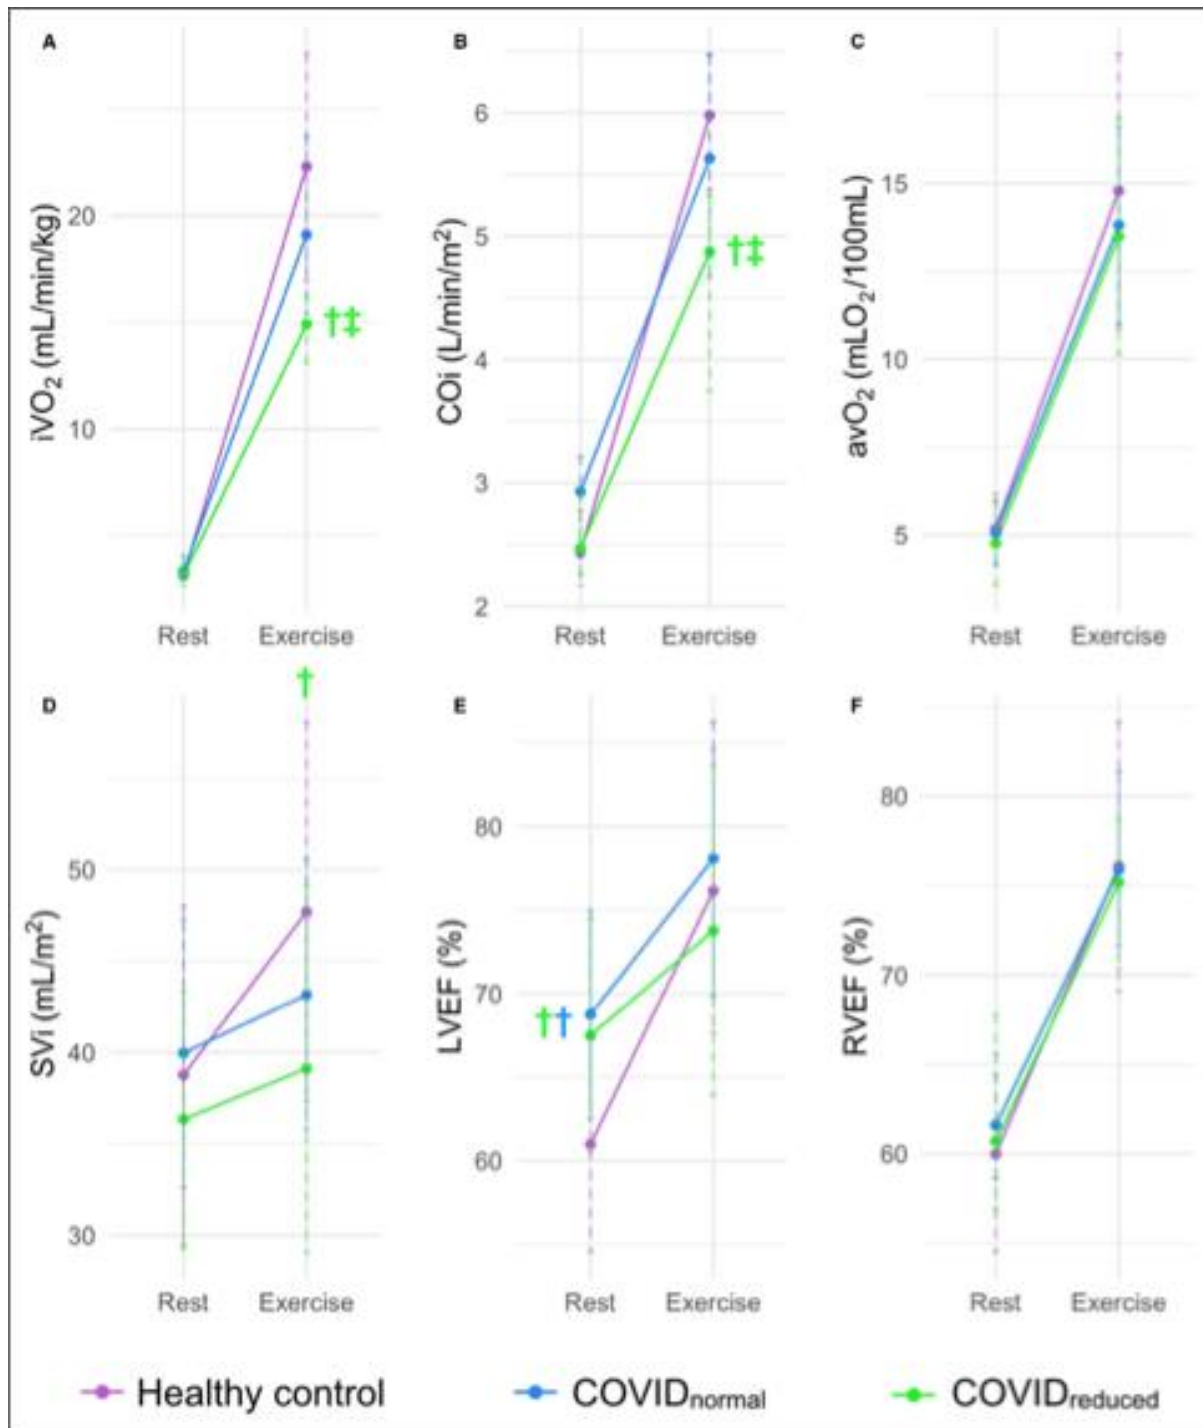 A
B
C
iVO₂ (mL/min/kg)
20
10
Rest
Exercise
†‡
COi (L/min/m²)
6
5
4
3
2
Rest
Exercise
†‡
avO₂ (mLO₂/100mL)
15
10
5
Rest
Exercise
D
E
F
SVi (mL/m²)
50
40
30
Rest
Exercise
†
LVEF (%)
80
70
60
Rest
Exercise
††
RVEF (%)
80
70
60
Rest
Exercise
Healthy control
COVIDnormal
COVIDreduced